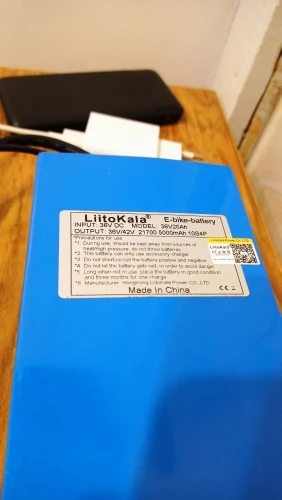 LiitoKala® E-bike-battery
INPUT: 36V DC MODEL: 36V20Ah
OUTPUT: 36V/42V 21700 5000mAh 10S4P
*Precautions for use
*1 During use, should be kept away from sources of
heat/high pressure, do not throw batteries
*2 This battery can only use accessory charger
*3 Do not short-circuit the battery positive and negative
*4 Do not let the battery gets wet, in order to avoid danger
*5 Long when not in use, place the battery in good condition
and three months for one charge
*6 Manufacturer: Hongkong Liitokala Power CO.,LTD
Made In China CE
LiitoKala